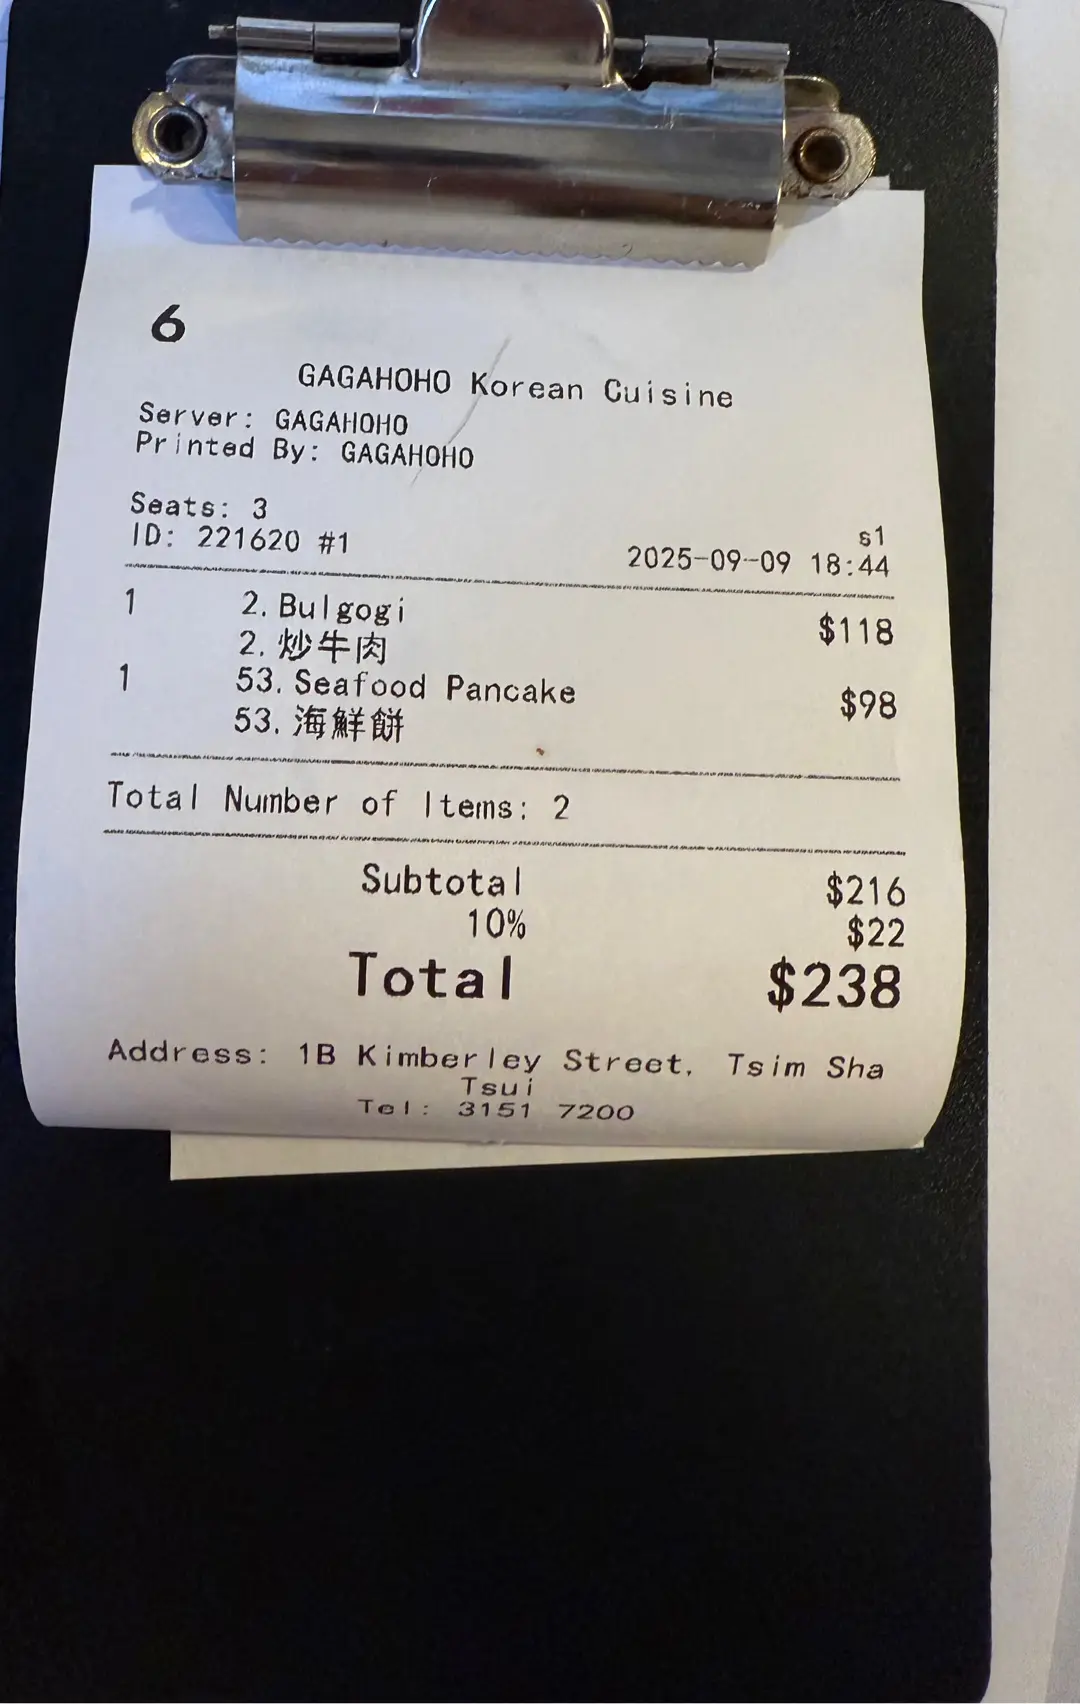 6
GAGAHOHO Korean Cuisine
Server: GAGAHOHO
Printed By: GAGAHOHO
Seats: 3
s1
ID: 221620 #1 2025-09-09 18:44
1 2. Bulgogi $118
2. 炒牛肉
1 53. Seafood Pancake $98
53. 海鮮餅
Total Number of Items: 2
Subtotal $216
10% $22
Total $238
Address: 1B Kimberley Street, Tsim Sha
Tsui
Tel: 3151 7200